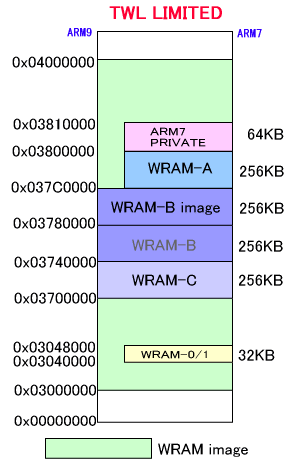 TWL LIMITED
ARM9 ARM7
0x04000000
0x03810000
ARM7
PRIVATE
64KB
0x03800000
WRAM-A
256KB
0x037C0000
WRAM-B image
256KB
0x03780000
WRAM-B
256KB
0x03740000
WRAM-C
256KB
0x03700000
0x03048000
WRAM-0/1
32KB
0x03040000
0x03000000
0x00000000
WRAM image